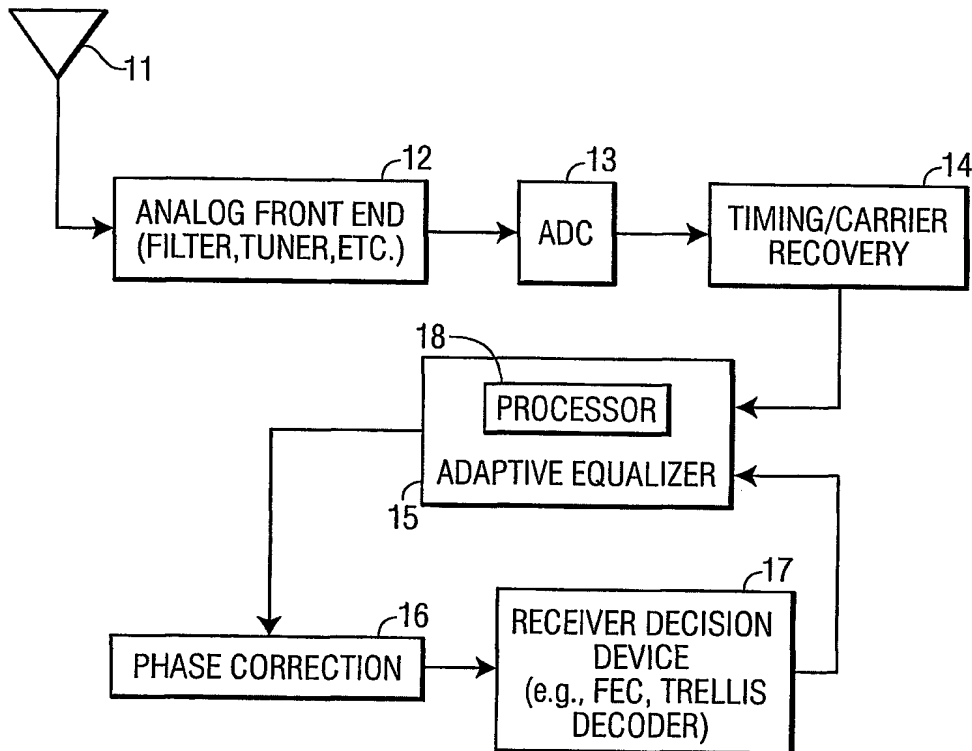 11
12
ANALOG FRONT END
(FILTER,TUNER,ETC.)
13
ADC
14
TIMING/CARRIER
RECOVERY
18
PROCESSOR
ADAPTIVE EQUALIZER
15
16
PHASE CORRECTION
17
RECEIVER DECISION
DEVICE
(e.g., FEC, TRELLIS
DECODER)